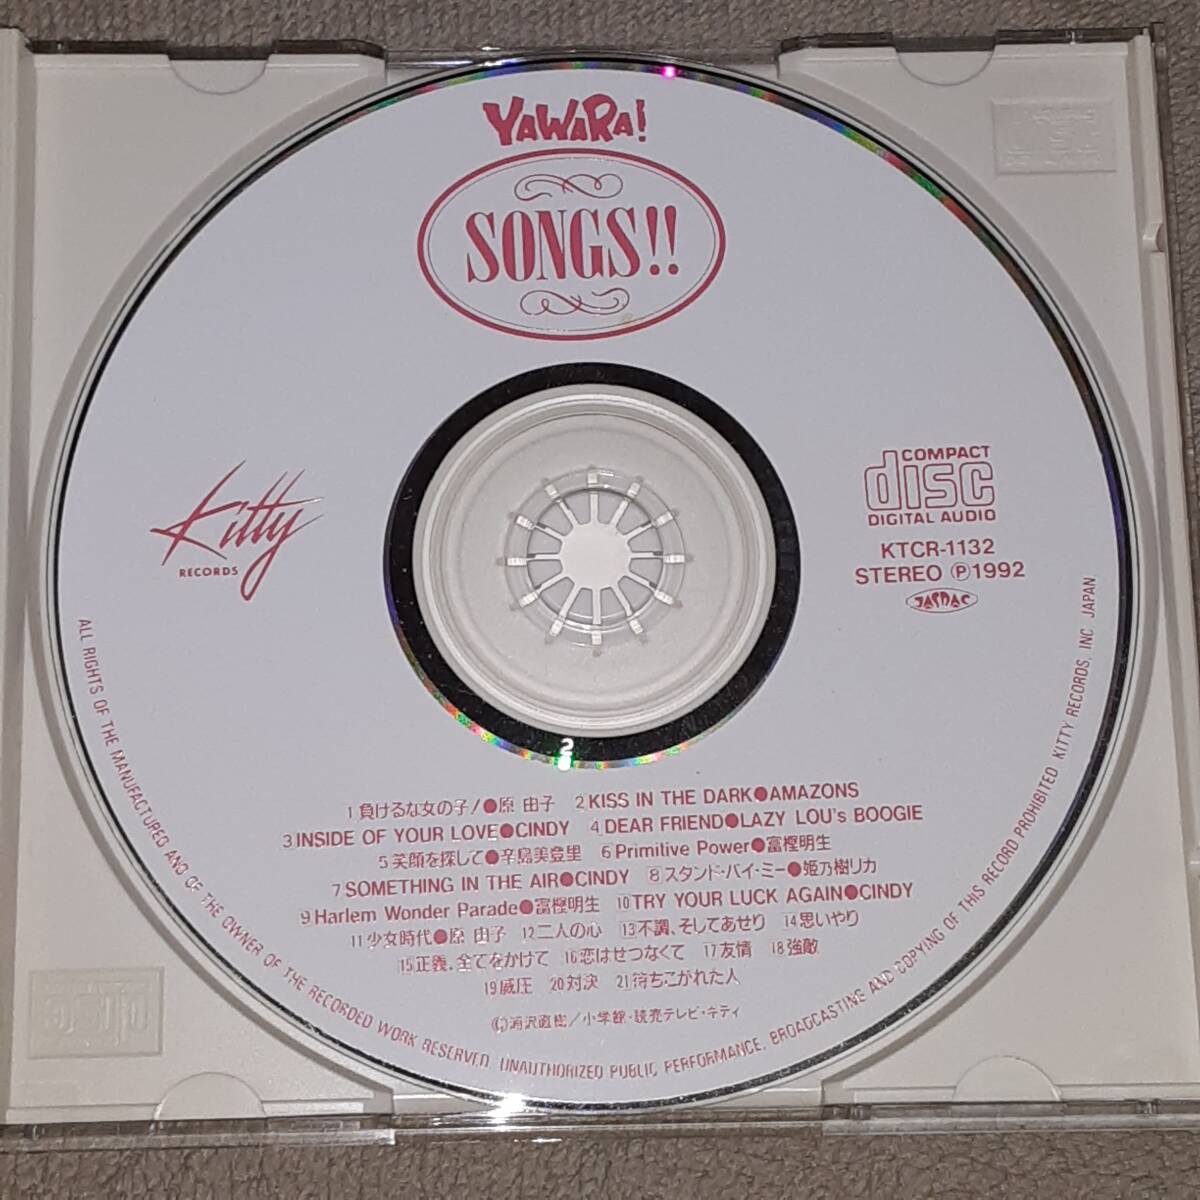 YAWARA!
SONGS!!
Kitty
RECORDS
COMPACT
disc
DIGITAL AUDIO
KTCR-1132
STEREO Ⓟ1992
JASRAC
2
1 負けるな女の子!●原 由子 2 KISS IN THE DARK●AMAZONS
3 INSIDE OF YOUR LOVE●CINDY 4 DEAR FRIEND●LAZY LOU's BOOGIE
5 笑顔を探して●辛島美登里 6 Primitive Power●富樫明生
7 SOMETHING IN THE AIR●CINDY 8 スタンド・バイ・ミー●姫乃樹リカ
9 Harlem Wonder Parade●富樫明生 10 TRY YOUR LUCK AGAIN●CINDY
11 少女時代●原 由子 12 二人の心 13 不調、そしてあせり 14 思いやり
15 正義、全てをかけて 16 恋はせつなくて 17 友情 18 強敵
19 威圧 20 対決 21 待ちこがれた人
©浦沢直樹/小学館・読売テレビ・キティ
ALL RIGHTS OF THE MANUFACTURED AND OF THE OWNER OF THE RECORDED WORK RESERVED. UNAUTHORIZED PUBLIC PERFORMANCE, BROADCASTING AND COPYING OF THIS RECORD PROHIBITED KITTY RECORDS, INC JAPAN